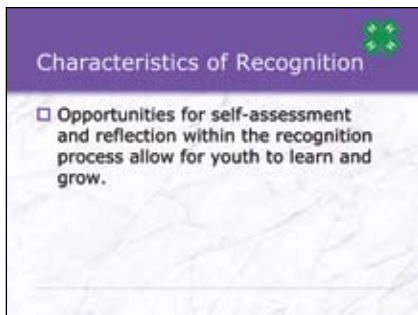 Characteristics of Recognition
Opportunities for self-assessment
and reflection within the recognition
process allow for youth to learn and
grow.